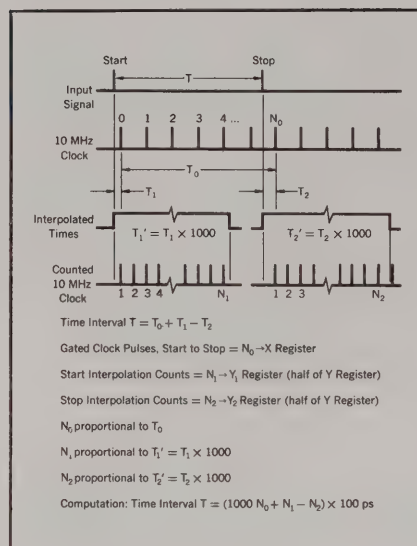 Start Stop
T
Input Signal
0 1 2 3 4... N₀
10 MHz Clock
T₀
T₁ T₂
Interpolated Times
T₁′ = T₁ × 1000 T₂′ = T₂ × 1000
Counted 10 MHz Clock
1 2 3 4 N₁ 1 2 3 N₂
Time Interval T = T₀ + T₁ − T₂
Gated Clock Pulses, Start to Stop = N₀→X Register
Start Interpolation Counts = N₁→Y₁ Register (half of Y Register)
Stop Interpolation Counts = N₂→Y₂ Register (half of Y Register)
N₀ proportional to T₀
N₁ proportional to T₁′ = T₁ × 1000
N₂ proportional to T₂′ = T₂ × 1000
Computation: Time Interval T = (1000 N₀ + N₁ − N₂) × 100 ps